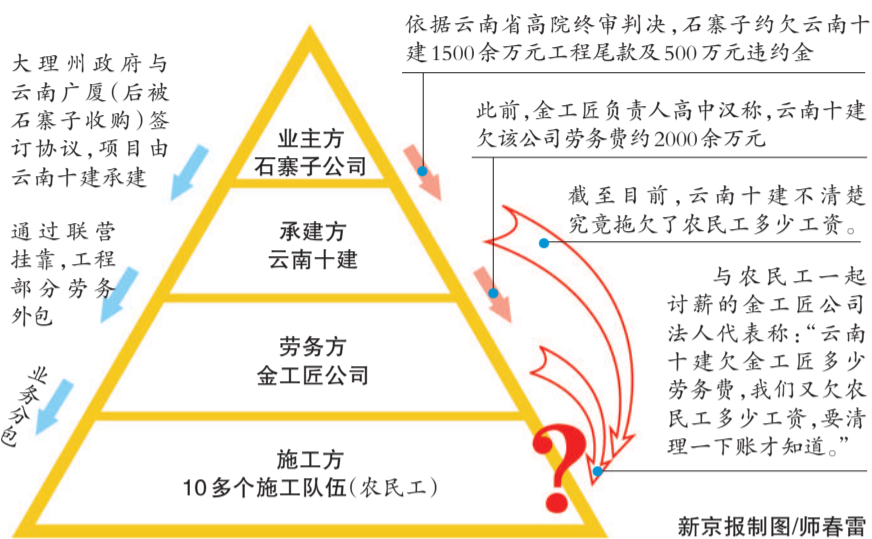 大理州政府与
云南广厦（后被
石寨子收购）签
订协议，项目由
云南十建承建
通过联营
挂靠，工程
部分劳务
外包
业务分包
业主方
石寨子公司
承建方
云南十建
劳务方
金工匠公司
施工方
10多个施工队伍（农民工）
?
依据云南省高院终审判决，石寨子约欠云南十
建1500余万元工程尾款及500万元违约金
此前，金工匠负责人高中汉称，云南十建
欠该公司劳务费约2000余万元
截至目前，云南十建不清楚
究竟拖欠了农民工多少工资。
与农民工一起
讨薪的金工匠公司
法人代表称：“云南
十建欠金工匠多少
劳务费，我们又欠农
民工多少工资，要清
理一下账才知道。”
新京报制图/师春雷